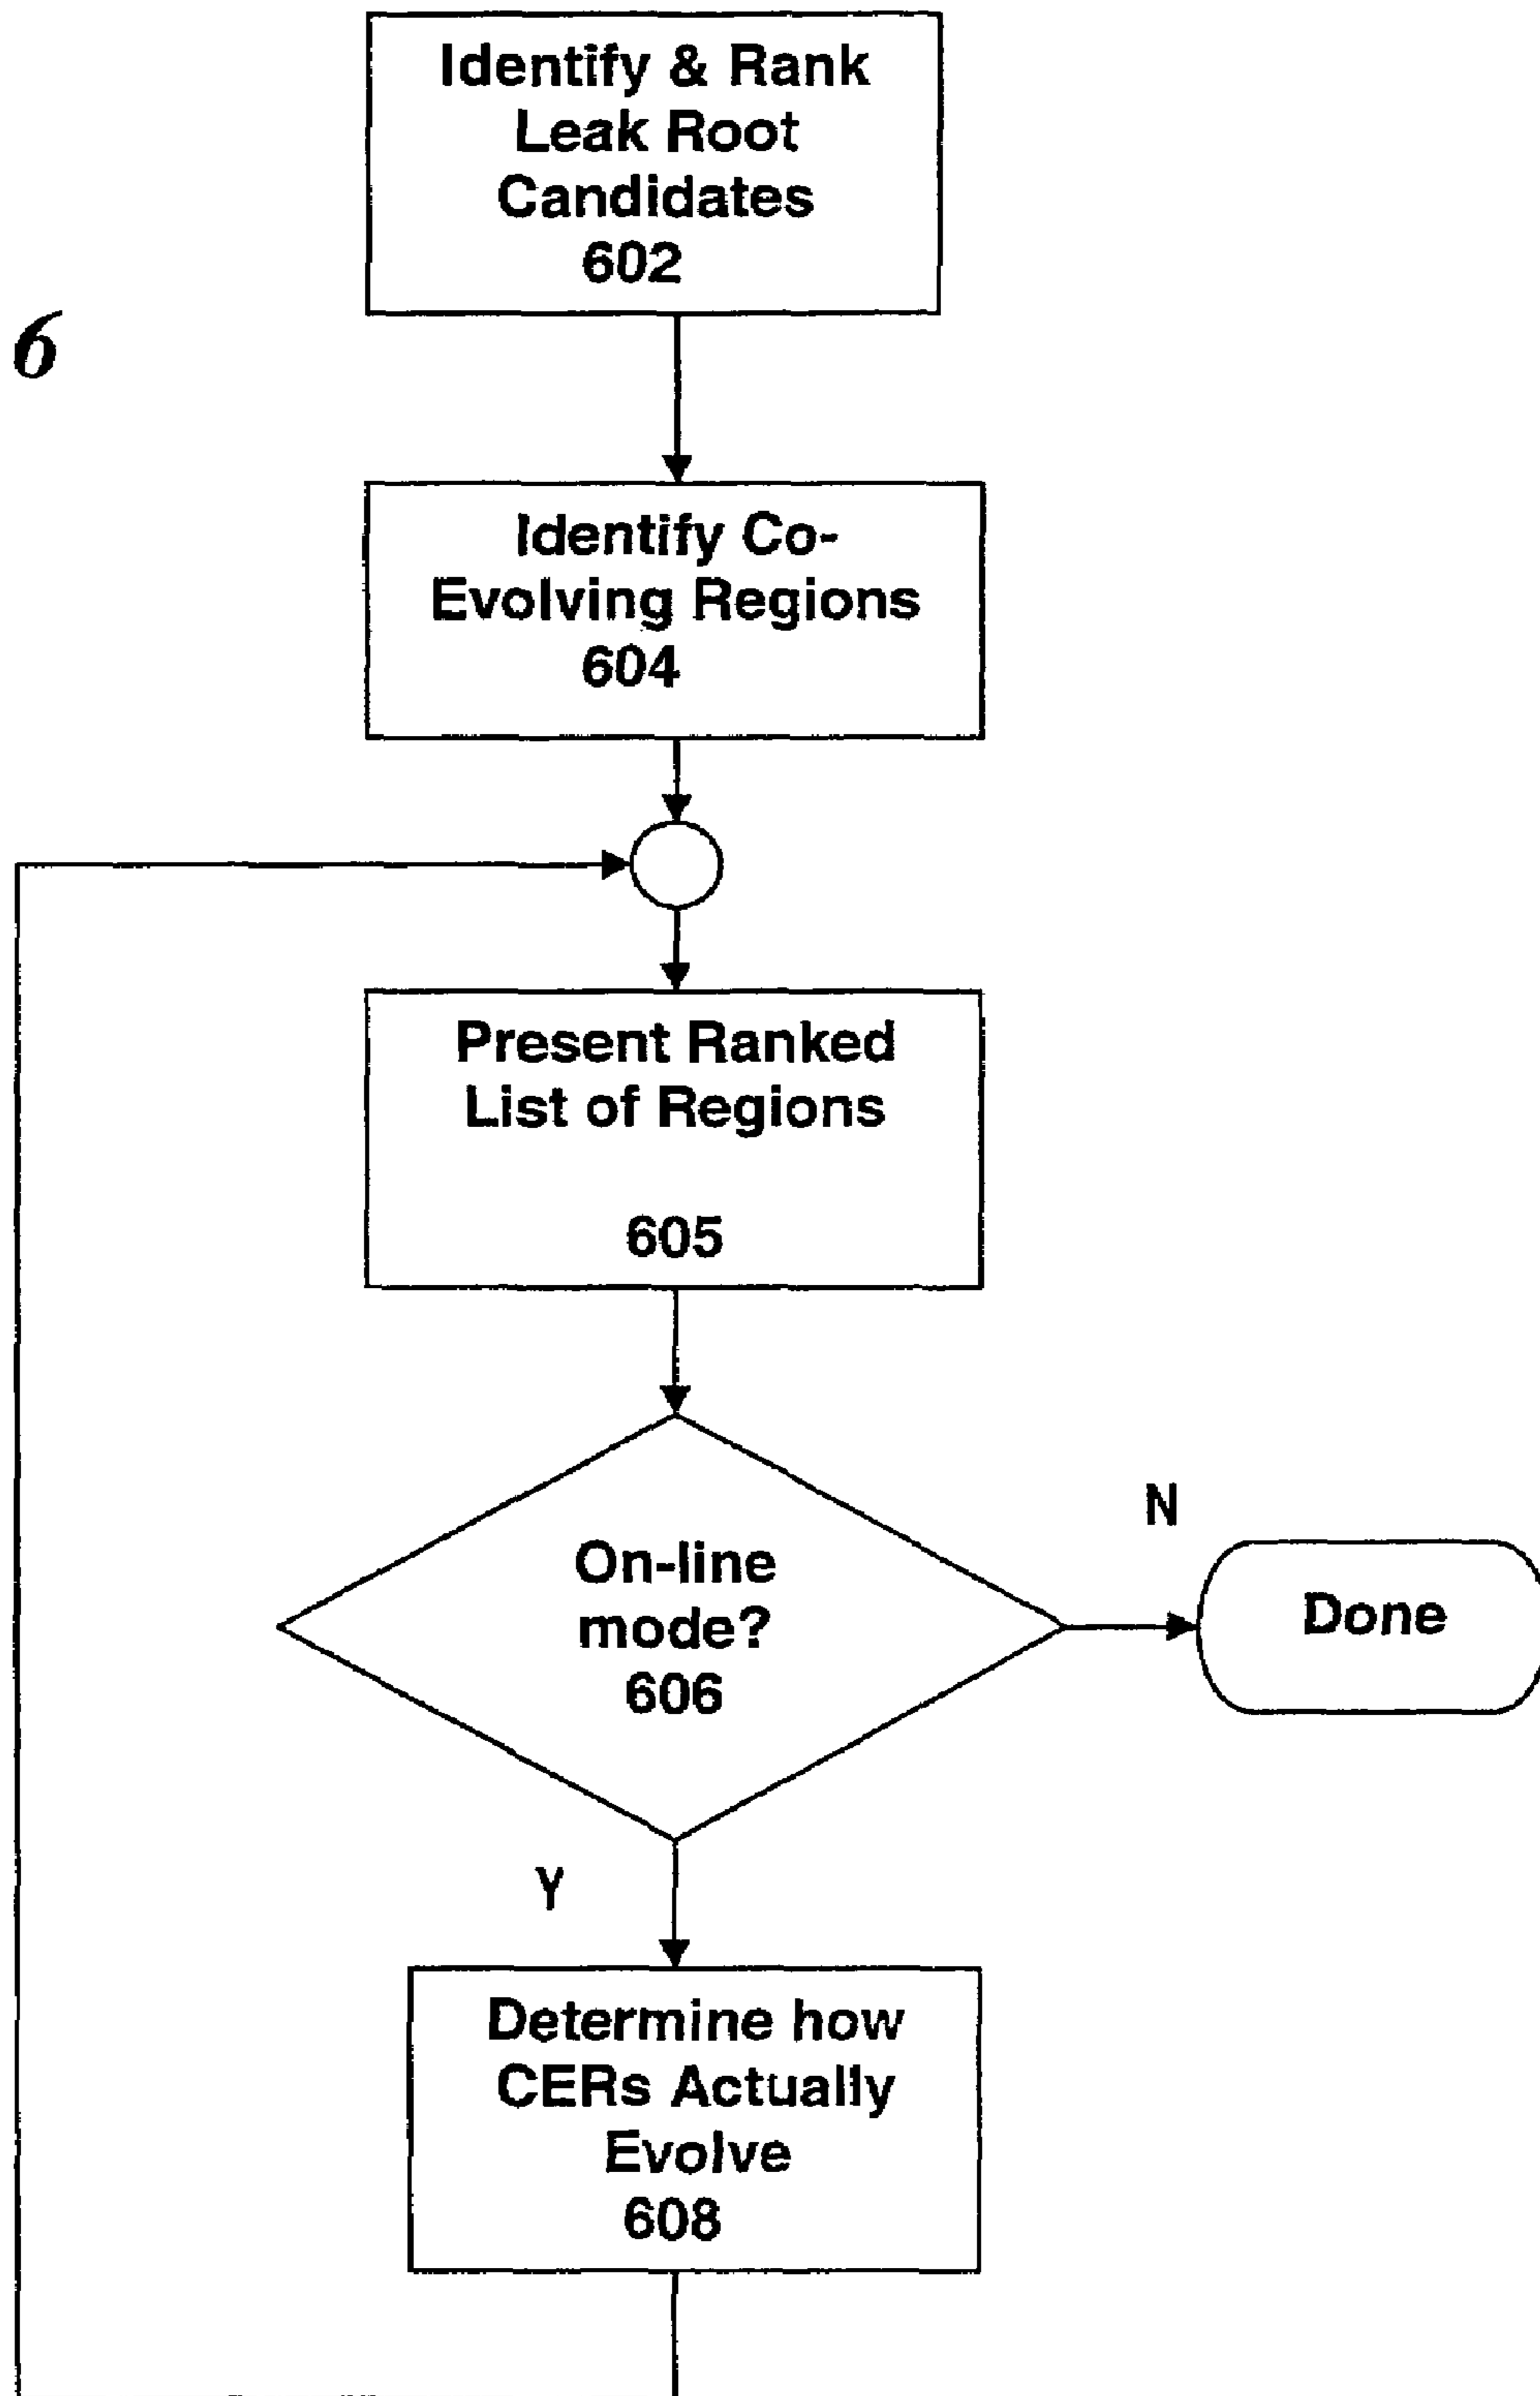 Identify & Rank
Leak Root
Candidates
602
6
Identify Co-
Evolving Regions
604
Present Ranked
List of Regions
605
On-line
mode?
606
N
Done
Y
Determine how
CERs Actually
Evolve
608